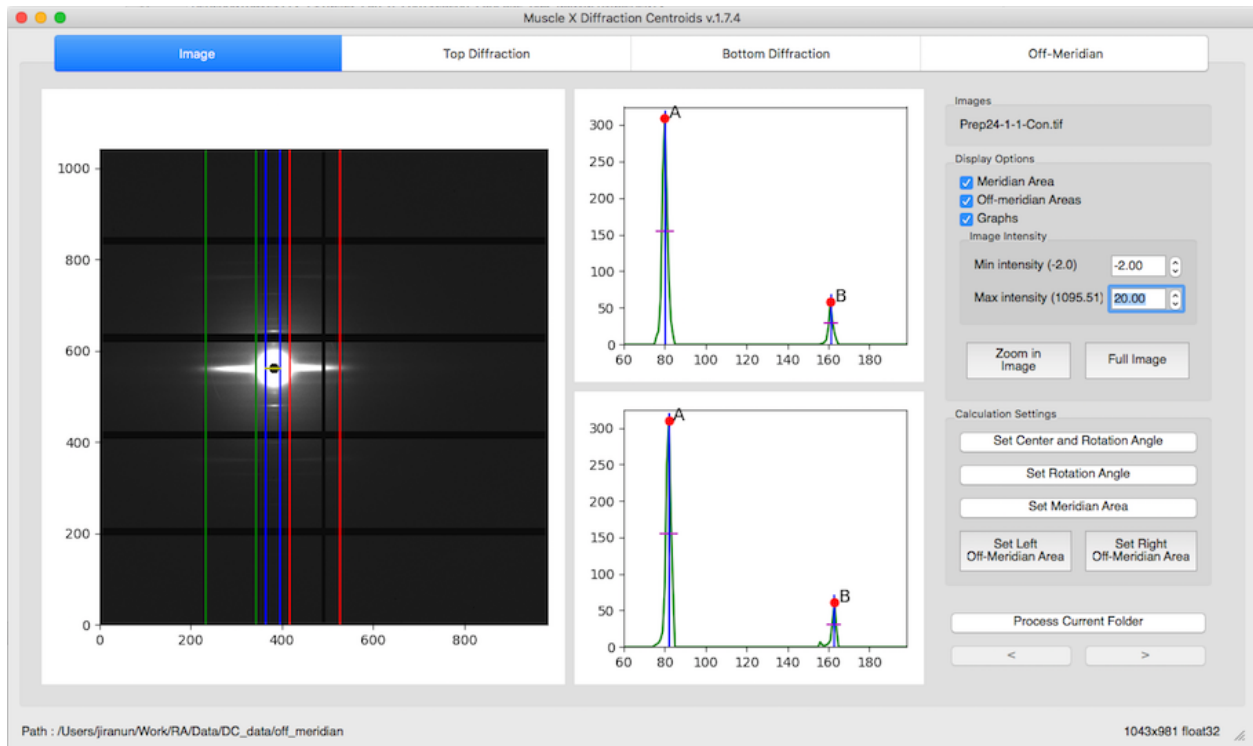 Muscle X Diffraction Centroids v.1.7.4
Image
Top Diffraction
Bottom Diffraction
Off-Meridian
1000
800
600
400
200
0
0 200 400 600 800
A
B
300
250
200
150
100
50
0
60 80 100 120 140 160 180
A
B
300
250
200
150
100
50
0
60 80 100 120 140 160 180
Images
Prep24-1-1-Con.tif
Display Options
Meridian Area
Off-meridian Areas
Graphs
Image Intensity
Min intensity (-2.0) -2.00
Max intensity (1095.51) 20.00
Zoom in
Image
Full Image
Calculation Settings
Set Center and Rotation Angle
Set Rotation Angle
Set Meridian Area
Set Left
Off-Meridian Area
Set Right
Off-Meridian Area
Process Current Folder
< >
Path : /Users/jiranun/Work/RA/Data/DC_data/off_meridian
1043x981 float32